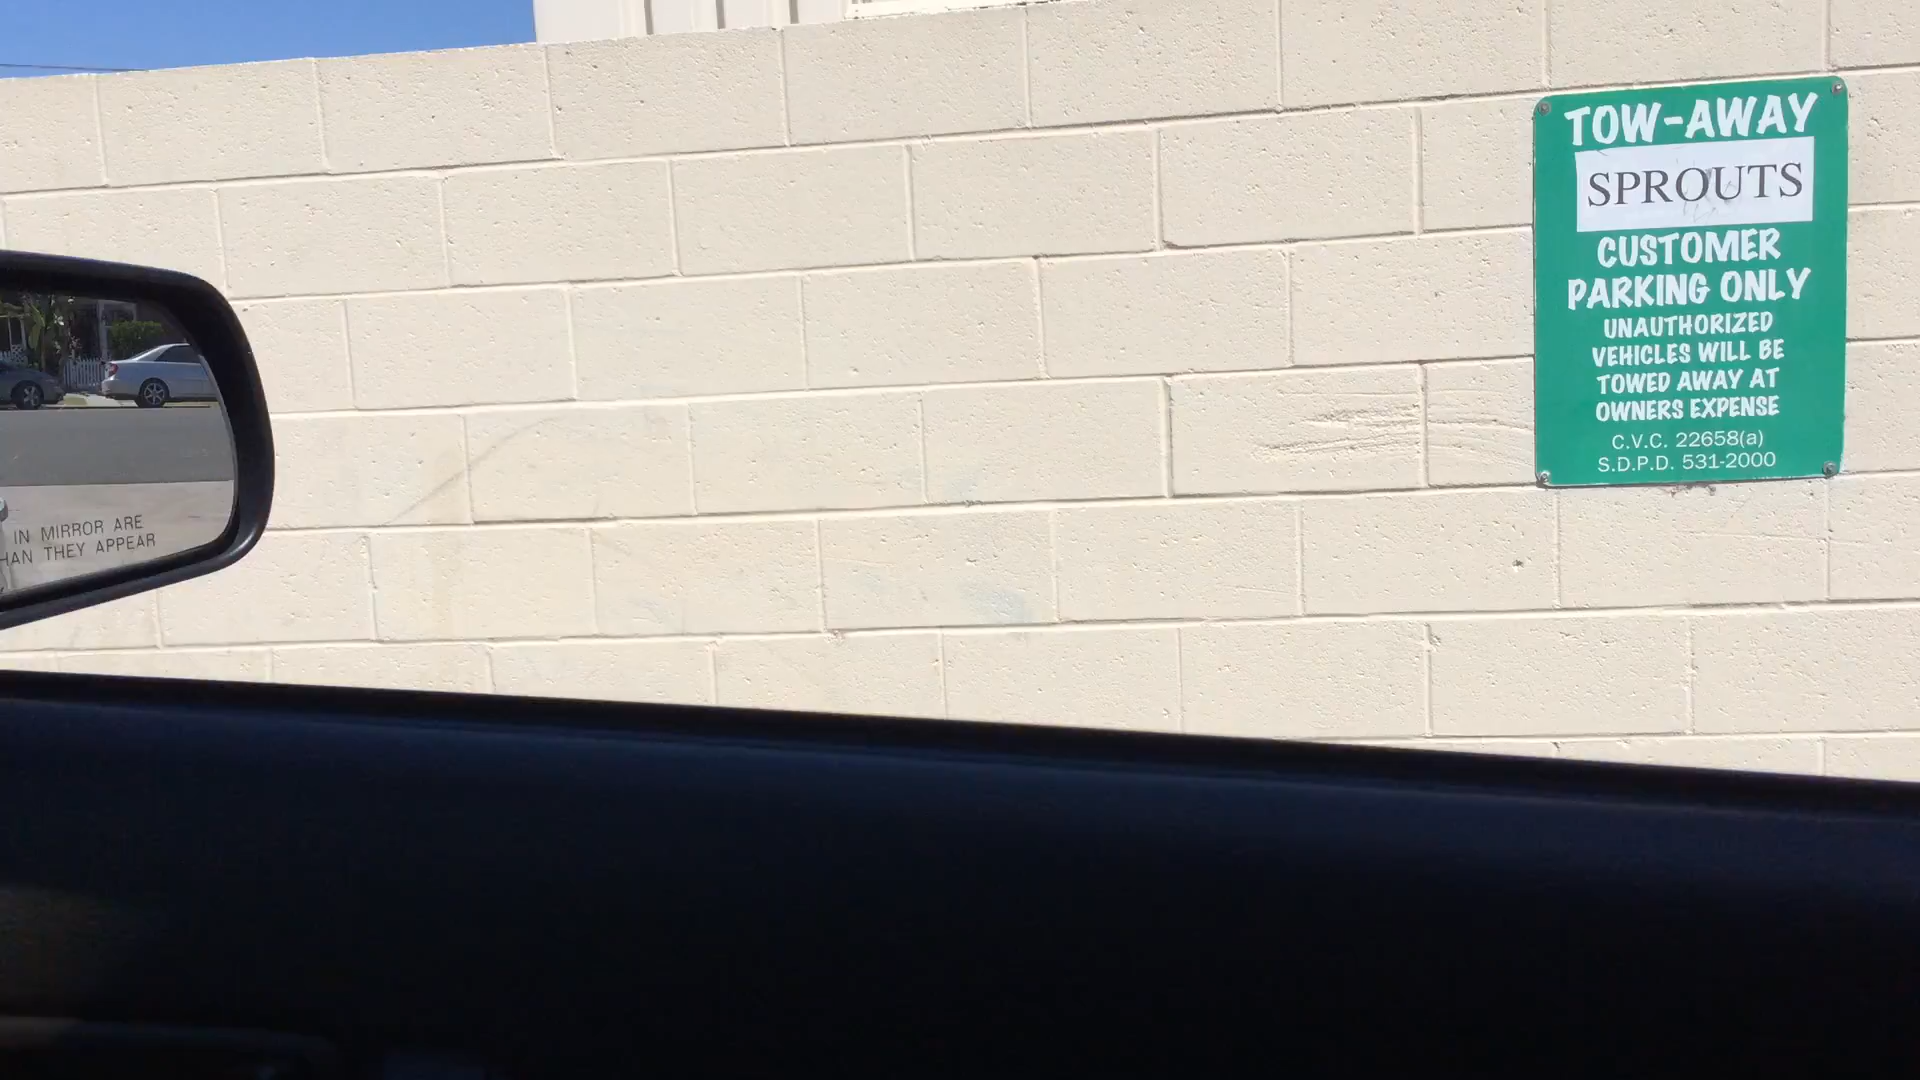 TOW-AWAY
SPROUTS
CUSTOMER
PARKING ONLY
UNAUTHORIZED
VEHICLES WILL BE
TOWED AWAY AT
OWNERS EXPENSE
C.V.C. 22658(a)
S.D.P.D. 531-2000
IN MIRROR ARE
THEY APPEAR